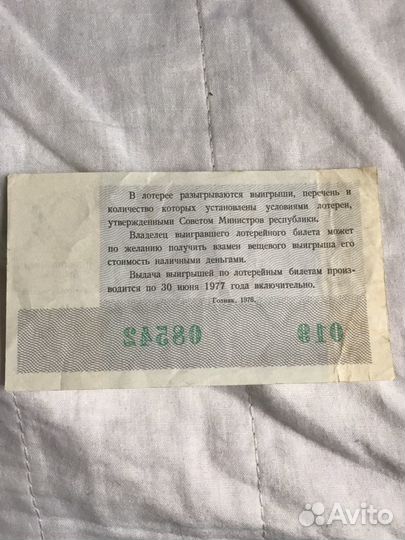 В лотерее разыгрываются выигрыши, перечень и
количество которых установлены условиями лотереи,
утвержденными Советом Министров республики.
Владелец выигравшего лотерейного билета может
по желанию получить взамен вещевого выигрыша его
стоимость наличными деньгами.
Выдача выигрышей по лотерейным билетам произ-
водится по 30 июня 1977 года включительно.
Гознак. 1976.
019 08542
Avito